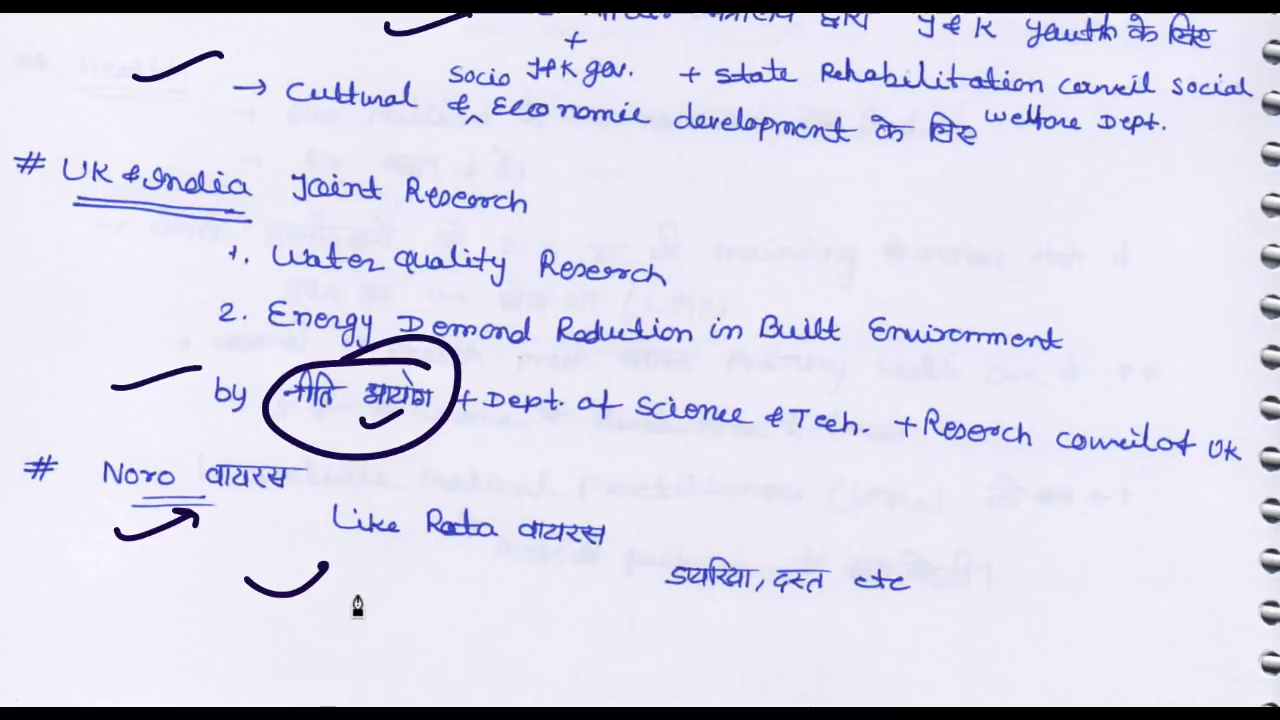 द्वारा J&K Youth के लिए
+
socio J&K gov. + State Rehabilitation council social
→ Cultural & Economic development के लिए welfare Dept.
# UK & India Joint Research
1. Water quality Research
2. Energy Demand Reduction in Built Environment
by नीति आयोग + Dept. of Science & Tech. + Reserch council of UK
# Noro वायरस
Like Rota वायरस
डायरिया, दस्त etc